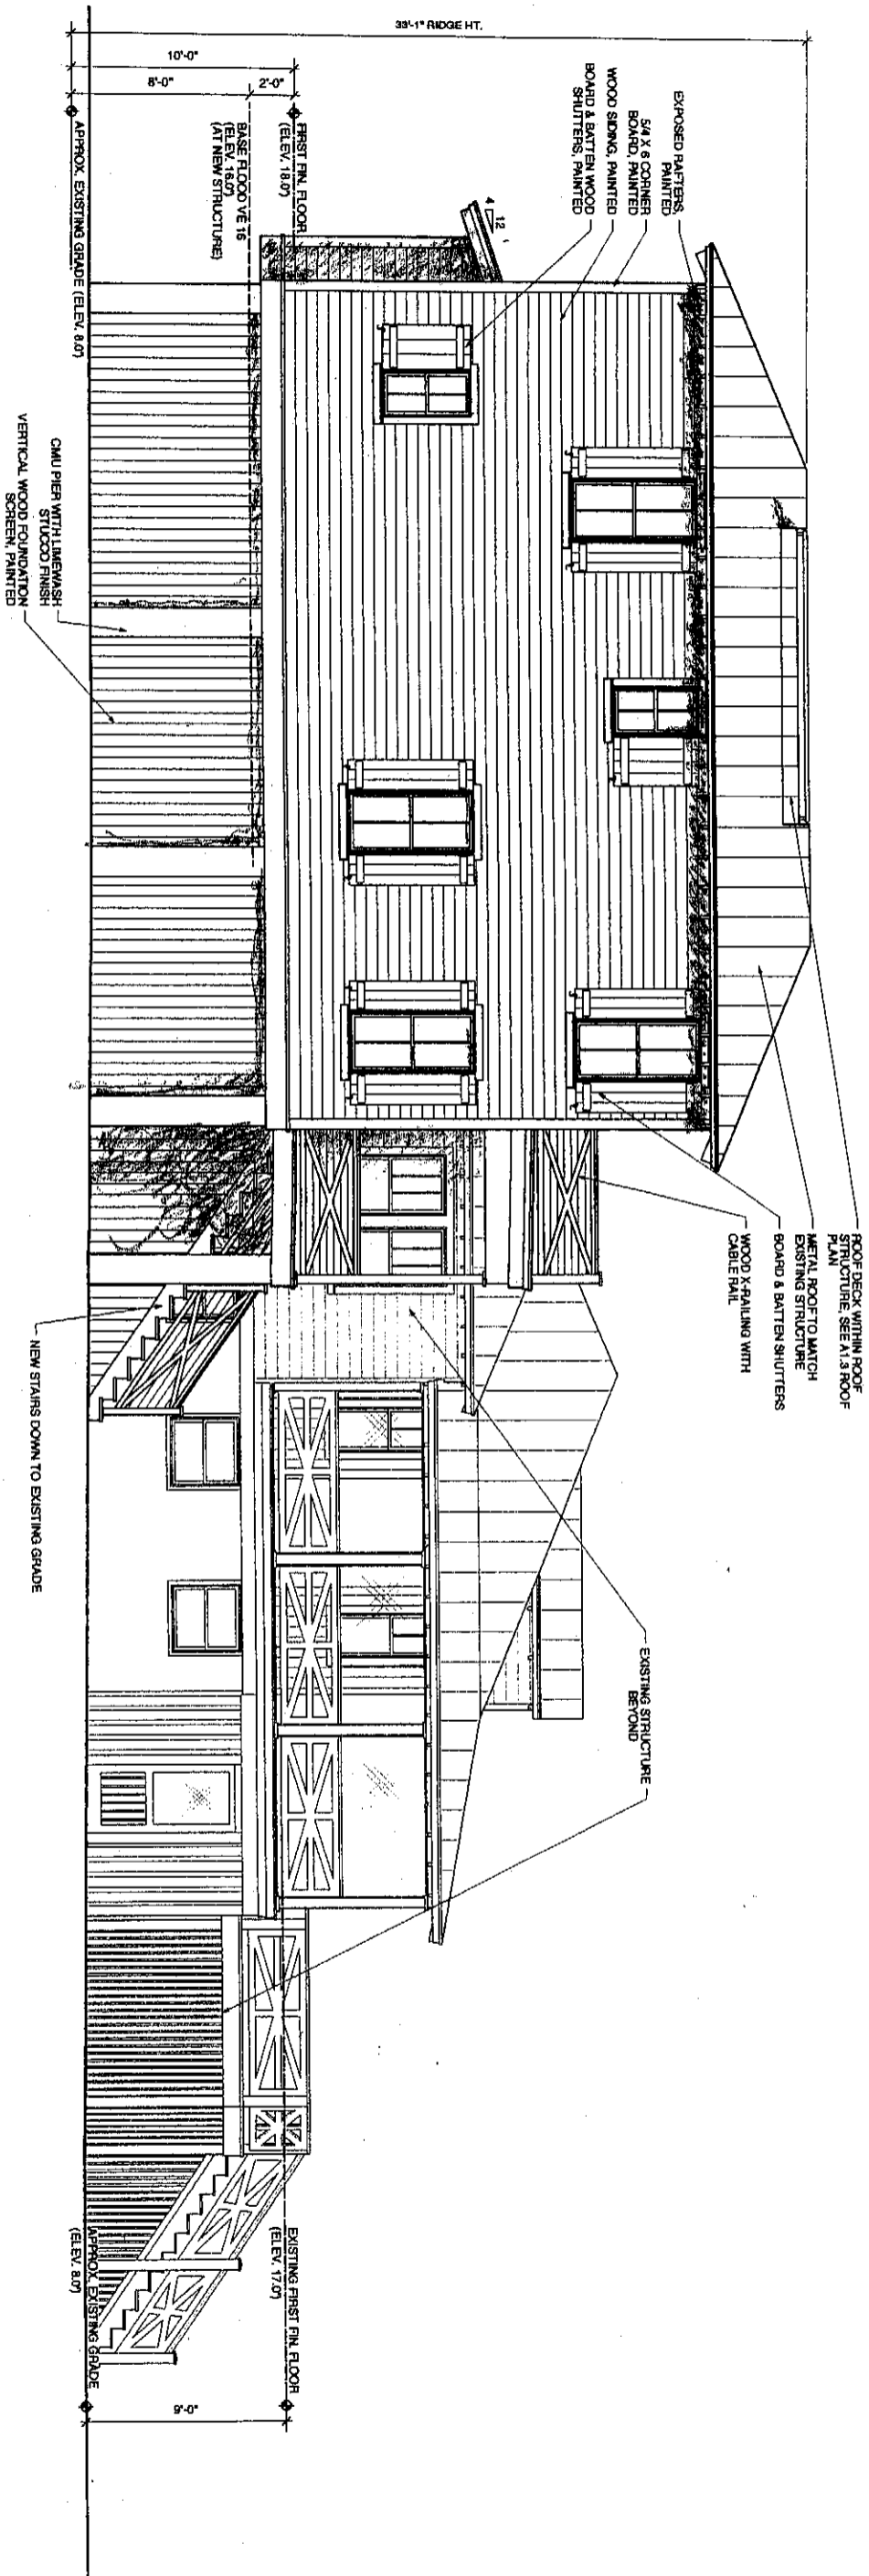 33'-1" RIDGE HT.
10'-0"
8'-0"
2'-0"
EXPOSED RAFTERS,
PAINTED
5/4 X 6 CORNER
BOARD, PAINTED
WOOD SIDING, PAINTED
BOARD & BATTEN WOOD
SHUTTERS, PAINTED
FIRST FIN. FLOOR
(ELEV. 18.0')
BASE FLOOD VE 16
(ELEV. 16.0')
(AT NEW STRUCTURE)
APPROX. EXISTING GRADE (ELEV. 8.0')
12
4
CMU PIER WITH LIMEWASH
STUCCO FINISH
VERTICAL WOOD FOUNDATION
SCREEN, PAINTED
ROOF DECK WITHIN ROOF
STRUCTURE, SEE A1.3 ROOF
PLAN
METAL ROOF TO MATCH
EXISTING STRUCTURE
BOARD & BATTEN SHUTTERS
WOOD X-RAILING WITH
CABLE RAIL
NEW STAIRS DOWN TO EXISTING GRADE
EXISTING STRUCTURE
BEYOND
EXISTING FIRST FIN. FLOOR
(ELEV. 17.0')
APPROX. EXISTING GRADE
(ELEV. 8.0')
9'-0"